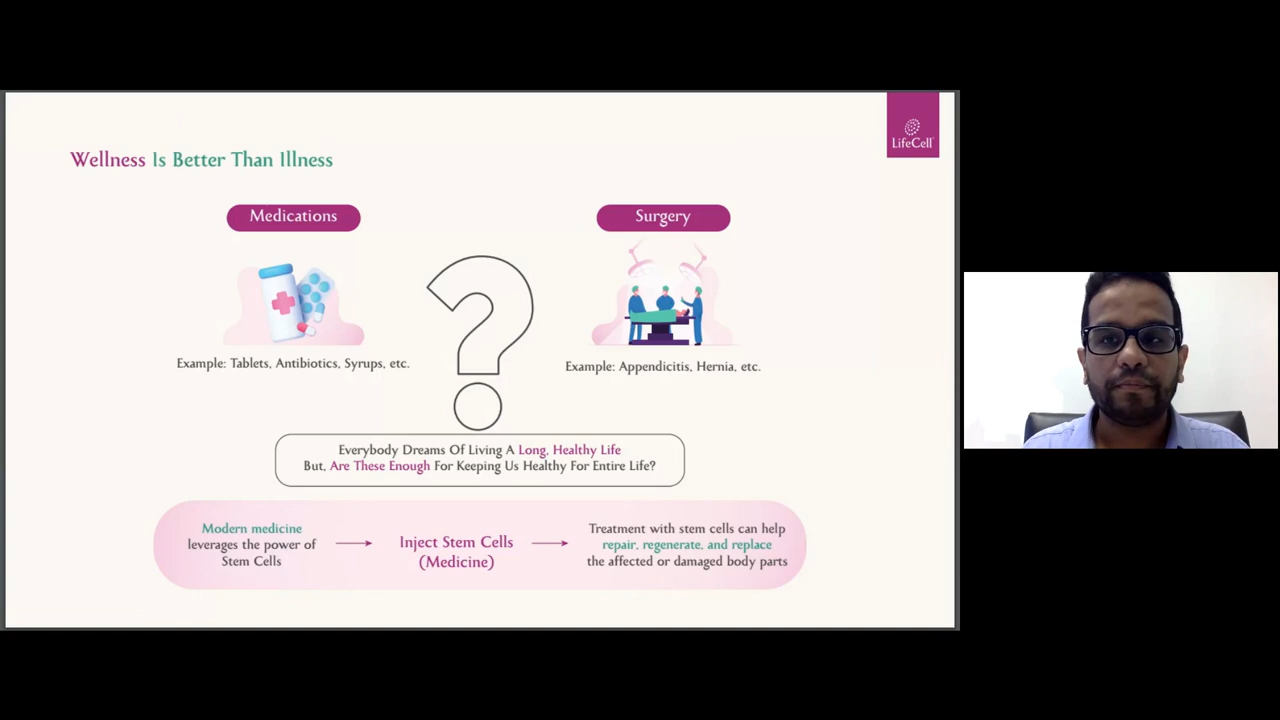 LifeCell
Wellness Is Better Than Illness
Medications
Surgery
Example: Tablets, Antibiotics, Syrups, etc.
Example: Appendicitis, Hernia, etc.
Everybody Dreams Of Living A Long, Healthy Life
But, Are These Enough For Keeping Us Healthy For Entire Life?
Modern medicine
leverages the power of
Stem Cells
Inject Stem Cells
(Medicine)
Treatment with stem cells can help
repair, regenerate, and replace
the affected or damaged body parts